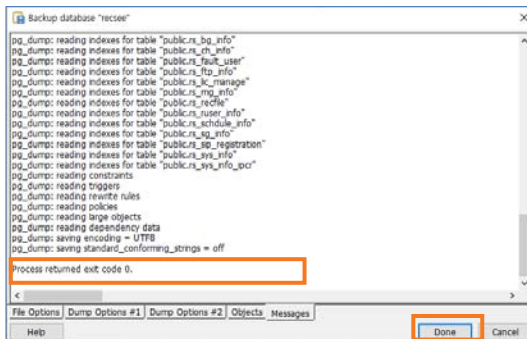 Backup database "recsee"
pg_dump: reading indexes for table "public.rs_bg_info"
pg_dump: reading indexes for table "public.rs_ch_info"
pg_dump: reading indexes for table "public.rs_fault_user"
pg_dump: reading indexes for table "public.rs_ftp_info"
pg_dump: reading indexes for table "public.rs_lic_manage"
pg_dump: reading indexes for table "public.rs_mg_info"
pg_dump: reading indexes for table "public.rs_recfile"
pg_dump: reading indexes for table "public.rs_ruser_info"
pg_dump: reading indexes for table "public.rs_schdule_info"
pg_dump: reading indexes for table "public.rs_sg_info"
pg_dump: reading indexes for table "public.rs_sip_registration"
pg_dump: reading indexes for table "public.rs_sys_info"
pg_dump: reading indexes for table "public.rs_sys_info_ipcr"
pg_dump: reading constraints
pg_dump: reading triggers
pg_dump: reading rewrite rules
pg_dump: reading policies
pg_dump: reading large objects
pg_dump: reading dependency data
pg_dump: saving encoding = UTF8
pg_dump: saving standard_conforming_strings = off
Process returned exit code 0.
File Options Dump Options #1 Dump Options #2 Objects Messages
Help Done Cancel